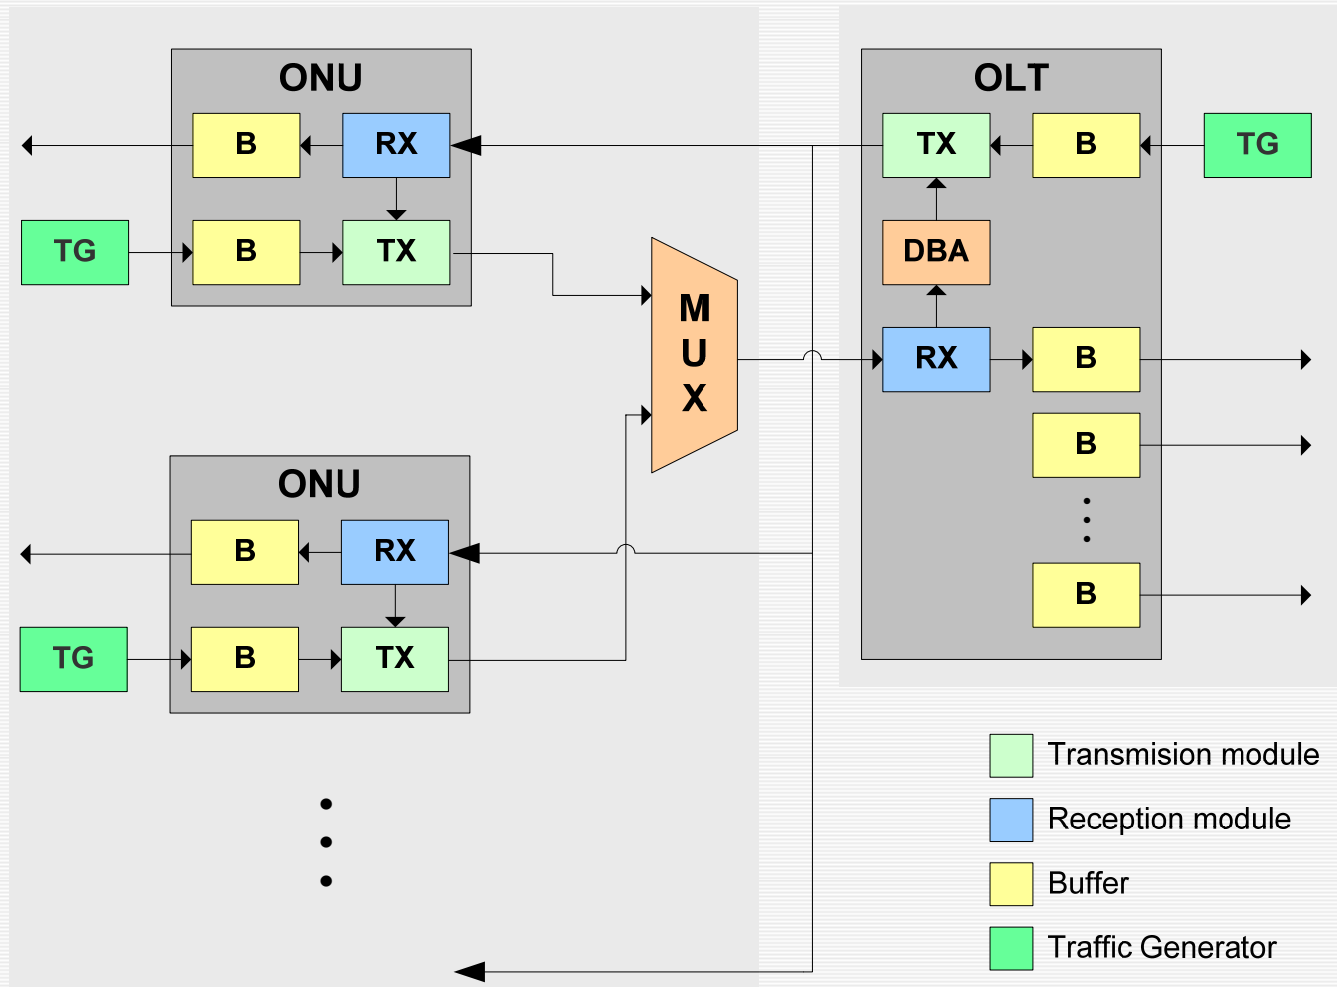 ONU
B
RX
TG
B
TX
MUX
ONU
B
RX
TG
B
TX
OLT
TX
B
TG
DBA
RX
B
B
B
Transmision module
Reception module
Buffer
Traffic Generator